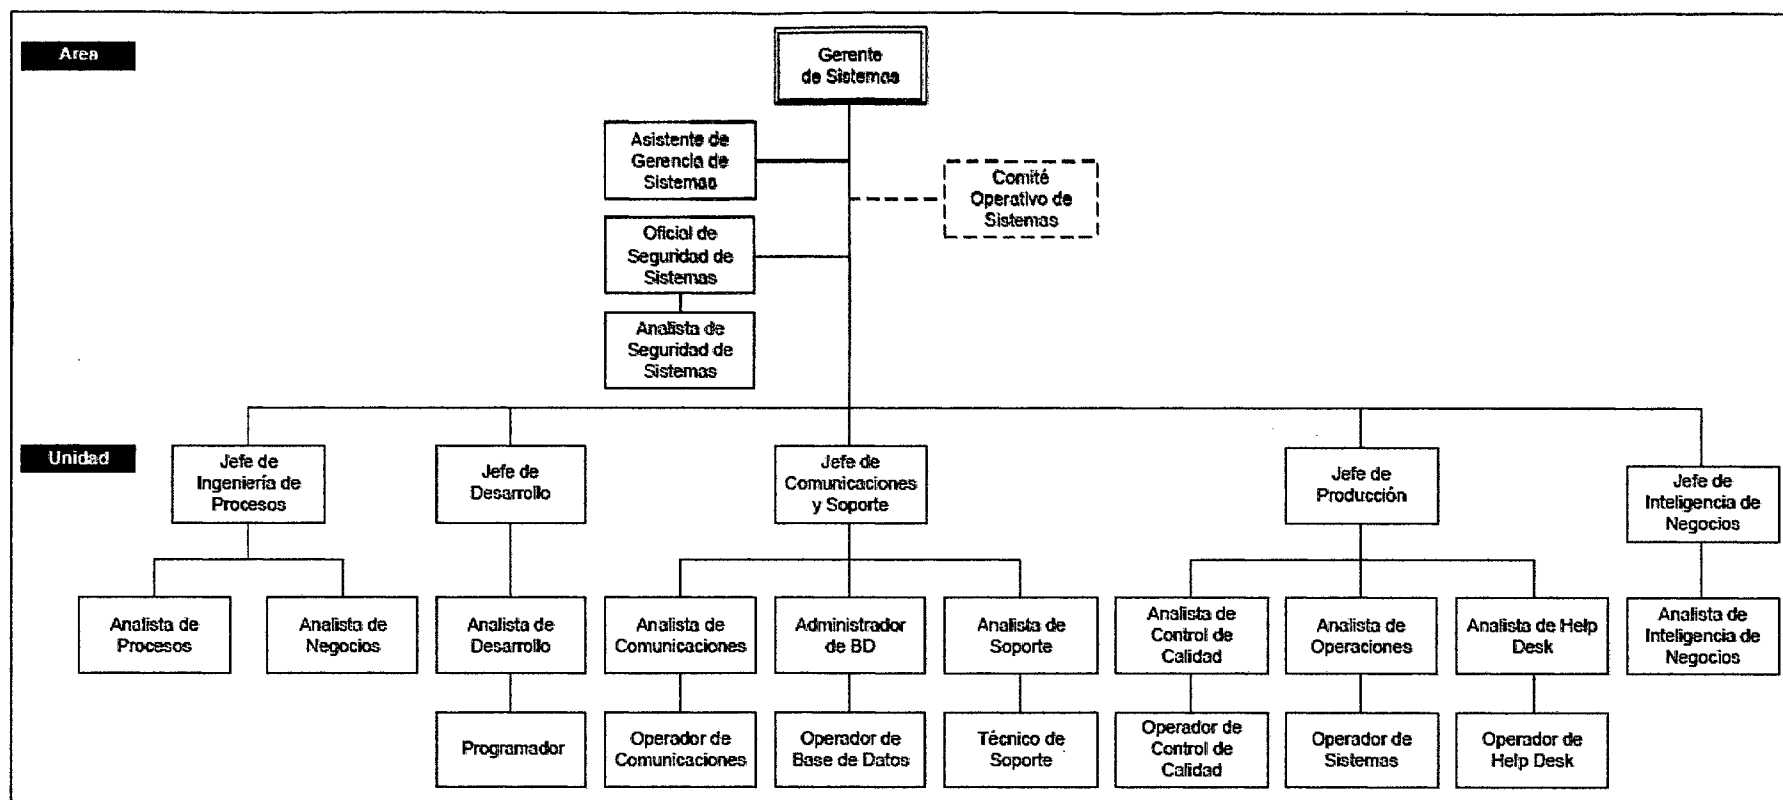 Area
Gerente
de Sistemas
Asistente de
Gerencia de
Sistemas
Comité
Operativo de
Sistemas
Oficial de
Seguridad de
Sistemas
Analista de
Seguridad de
Sistemas
Unidad
Jefe de
Ingeniería de
Procesos
Jefe de
Desarrollo
Jefe de
Comunicaciones
y Soporte
Jefe de
Producción
Jefe de
Inteligencia de
Negocios
Analista de
Procesos
Analista de
Negocios
Analista de
Desarrollo
Analista de
Comunicaciones
Administrador
de BD
Analista de
Soporte
Analista de
Control de
Calidad
Analista de
Operaciones
Analista de Help
Desk
Analista de
Inteligencia de
Negocios
Programador
Operador de
Comunicaciones
Operador de
Base de Datos
Técnico de
Soporte
Operador de
Control de
Calidad
Operador de
Sistemas
Operador de
Help Desk